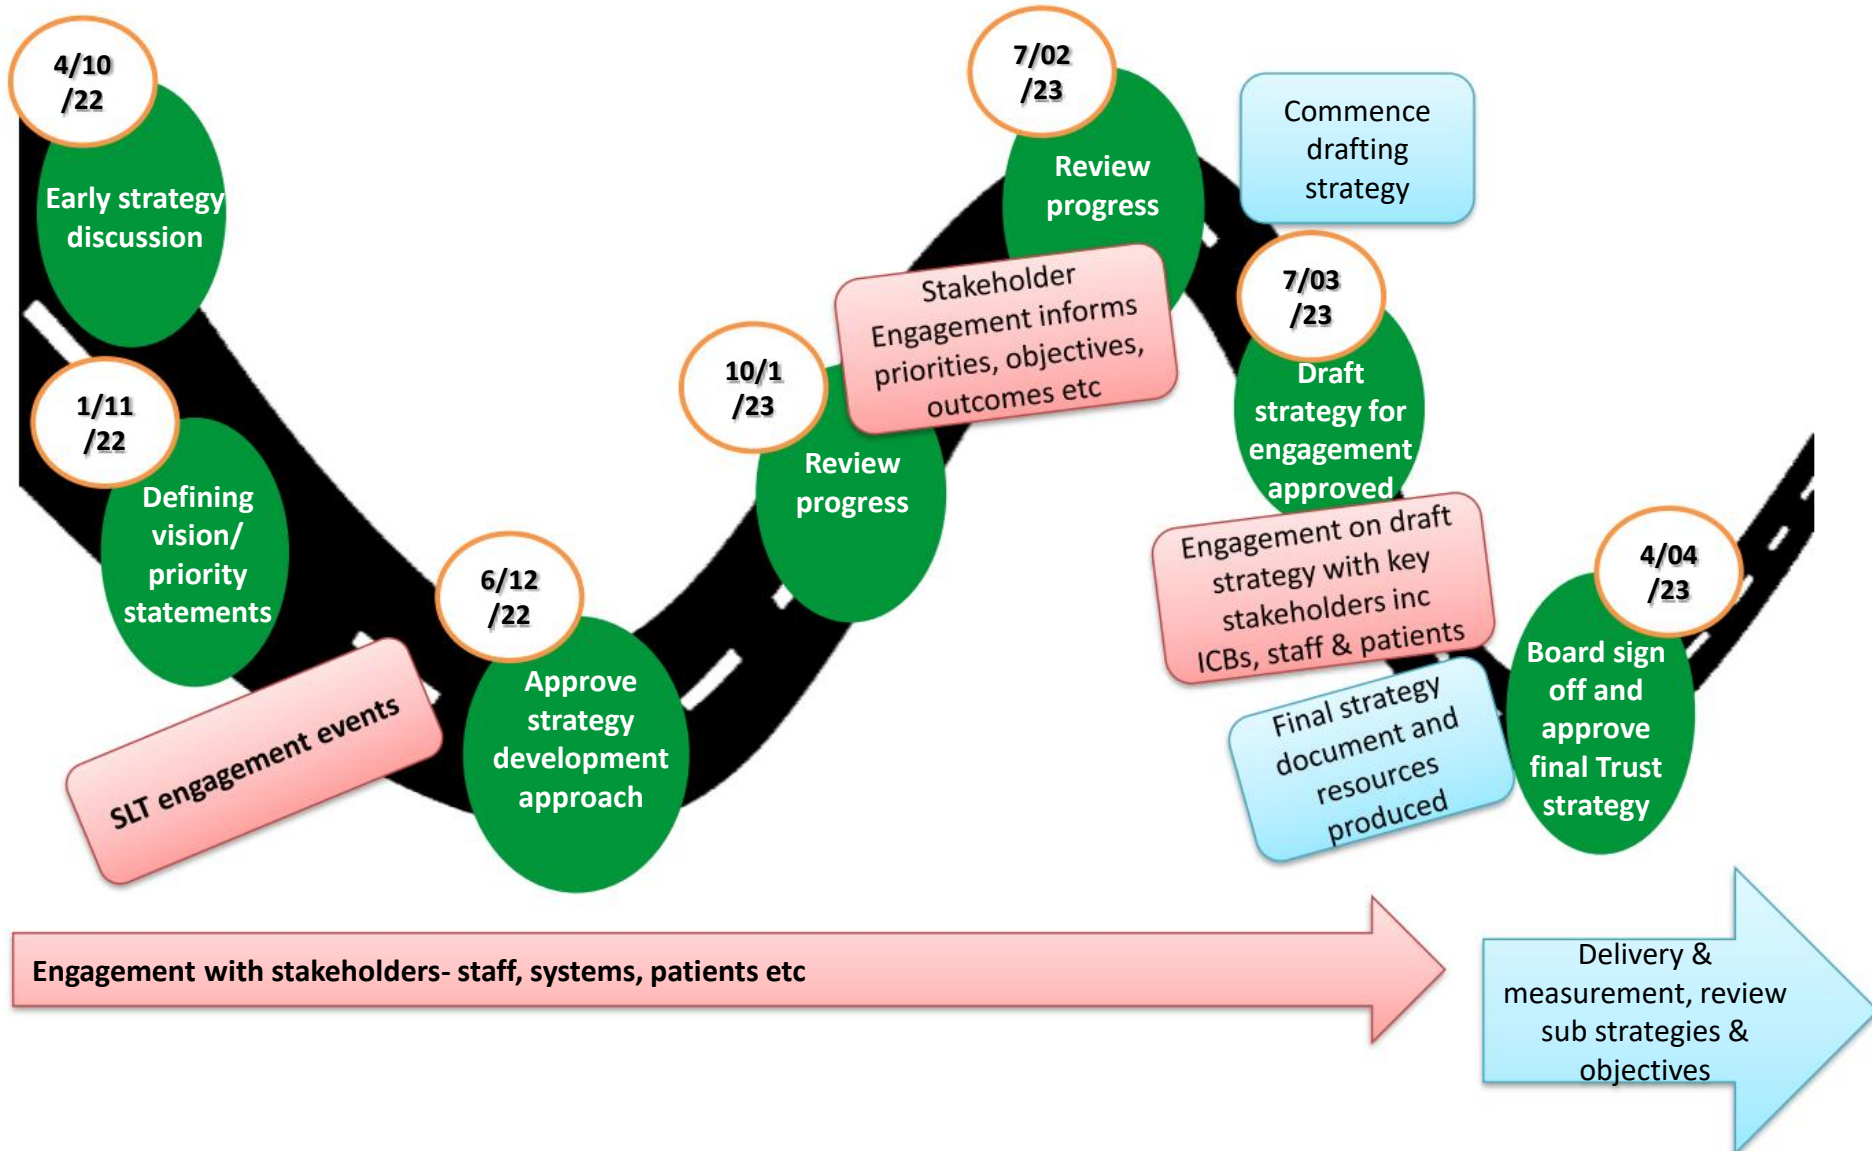 4/10
/22
Early strategy
discussion
1/11
/22
Defining
vision/
priority
statements
SLT engagement events
6/12
/22
Approve
strategy
development
approach
10/1
/23
Review
progress
Stakeholder
Engagement informs
priorities, objectives,
outcomes etc
7/02
/23
Review
progress
Commence
drafting
strategy
7/03
/23
Draft
strategy for
engagement
approved
Engagement on draft
strategy with key
stakeholders inc
ICBs, staff & patients
Final strategy
document and
resources
produced
4/04
/23
Board sign
off and
approve
final Trust
strategy
Engagement with stakeholders- staff, systems, patients etc
Delivery &
measurement, review
sub strategies &
objectives